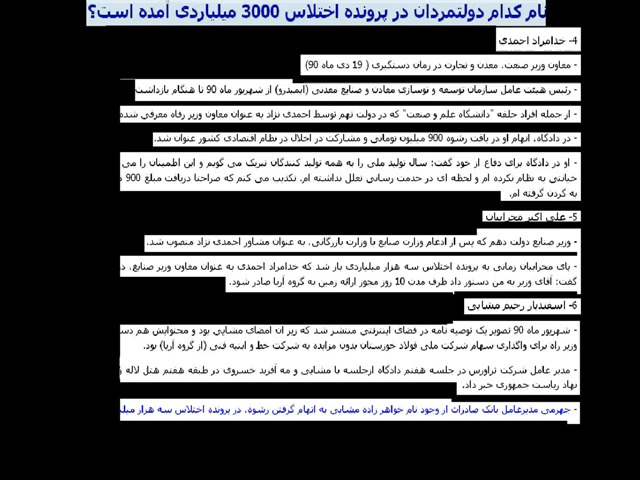 نام کدام دولتمردان در پرونده اختلاس 3000 میلیاردی آمده است؟
4- خدامراد احمدی
- معاون وزیر صنعت، معدن و تجارت در زمان دستگیری ( 19 دی ماه 90)
- رئیس هیئت عامل سازمان توسعه و نوسازی معادن و صنایع معدنی (ایمیدرو) از شهریور ماه 90 تا هنگام بازداشت
- از جمله افراد حلقه "دانشگاه علم و صنعت" که در دولت نهم توسط احمدی نژاد به عنوان معاون وزیر رفاه معرفی شده
- در دادگاه، اتهام او در یافت رشوه 900 میلیون تومانی و مشارکت در اخلال در نظام اقتصادی کشور عنوان شد.
- او در دادگاه برای دفاع از خود گفت: سال تولید ملی را به همه تولید کنندگان تبریک می گویم و این اطمینان را می
خیانتی به نظام نکرده ام و لحظه ای در خدمت رسانی تعلل نداشته ام. تکذیب می کنم که صراحتا دریافت مبلغ 900
به گردن گرفته ام.
5- علی اکبر محرابیان
- وزیر صنایع دولت دهم که پس از ادغام وزارت صنایع با وزارت بازرگانی، به عنوان مشاور احمدی نژاد منصوب شد.
- پای محرابیان زمانی به پرونده اختلاس سه هزار میلیاردی باز شد که خدامراد احمدی به عنوان معاون وزیر صنایع،
گفت: آقای وزیر به من دستور داد ظرف مدت 10 روز مجوز ارائه زمین به گروه آریا صادر شود.
6- اسفندیار رحیم مشایی
- شهریور ماه 90 تصویر یک توصیه نامه در فضای اینترنتی منتشر شد که زیر آن امضای مشایی بود و محتوایش هم
وزیر راه برای واگذاری سهام شرکت ملی فولاد خوزستان بدون مزایده به شرکت خط و ابنیه فنی (از گروه آریا) بود.
- مدیر عامل شرکت تراورس در جلسه هفتم دادگاه ازجلسه با مشایی و مه آفرید خسروی در طبقه هفتم هتل لاله
نهاد ریاست جمهوری خبر داد.
- جهرمی مدیرعامل بانک صادرات از وجود نام خواهر زاده مشایی به اتهام گرفتن رشوه، در پرونده اختلاس سه هزار